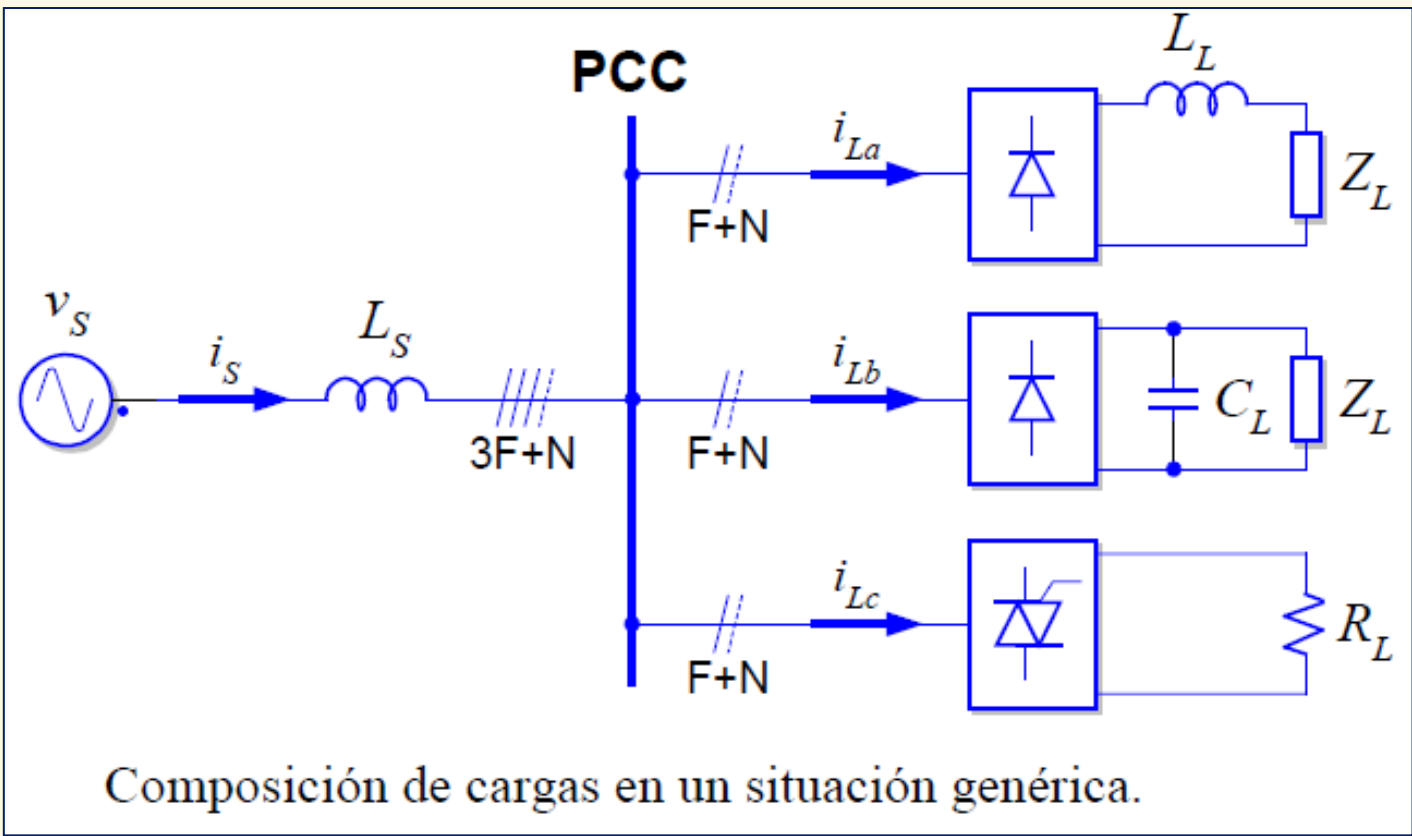 PCC
L_L
i_La
Z_L
F+N
v_S
i_S
L_S
3F+N
i_Lb
F+N
C_L
Z_L
i_Lc
F+N
R_L
Composición de cargas en un situación genérica.